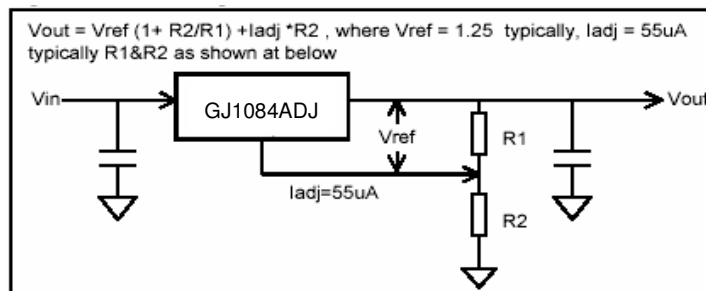 Vout = Vref (1+ R2/R1) +Iadj *R2 , where Vref = 1.25 typically, Iadj = 55uA
typically R1&R2 as shown at below
Vin
GJ1084ADJ
Vout
Vref
R1
Iadj=55uA
R2